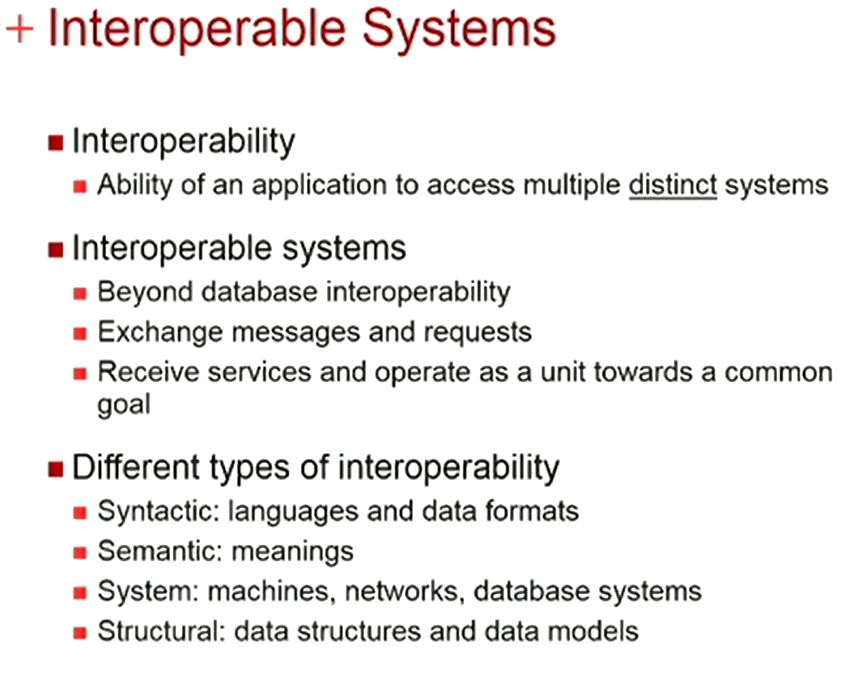 + Interoperable Systems
Interoperability
Ability of an application to access multiple distinct systems
Interoperable systems
Beyond database interoperability
Exchange messages and requests
Receive services and operate as a unit towards a common
goal
Different types of interoperability
Syntactic: languages and data formats
Semantic: meanings
System: machines, networks, database systems
Structural: data structures and data models